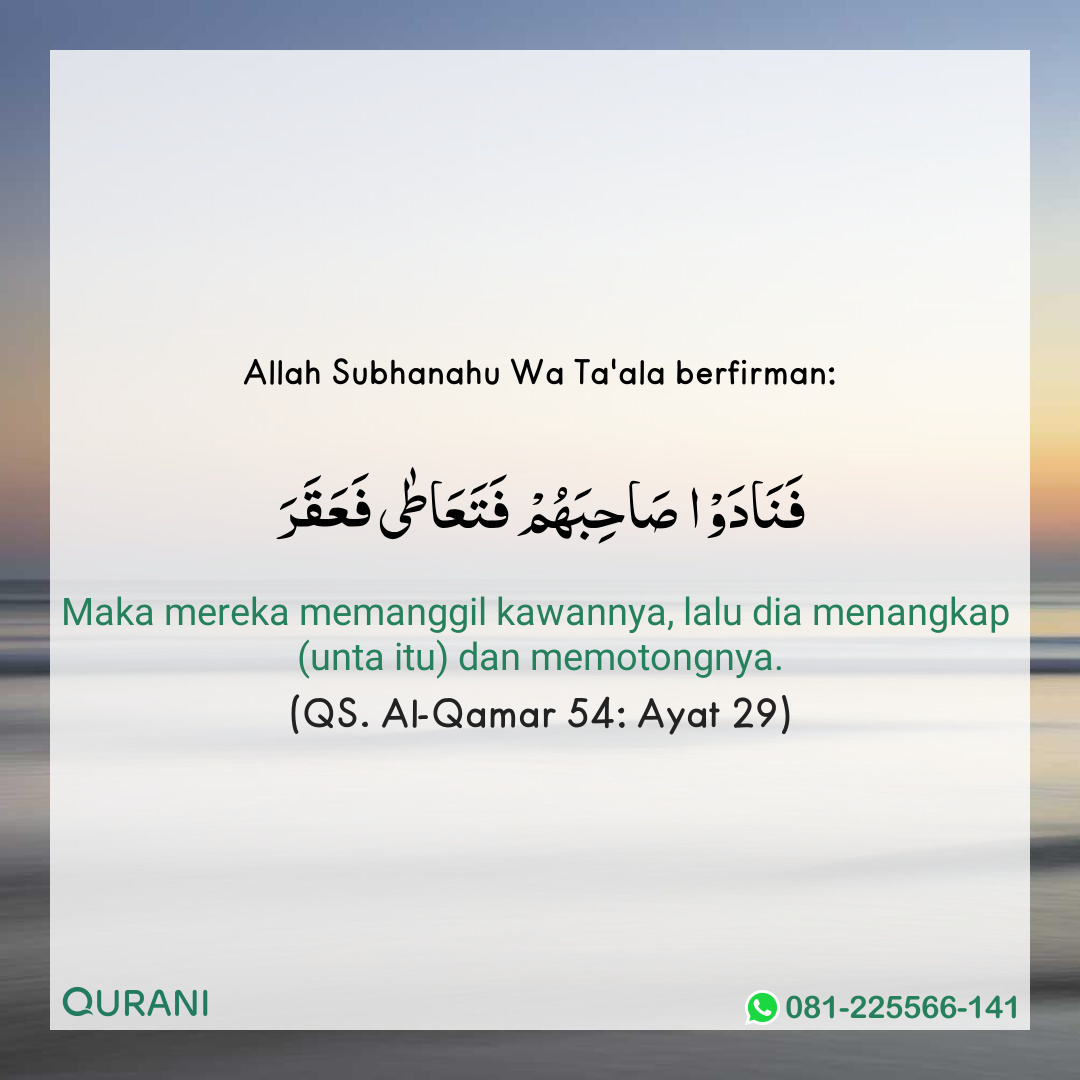 Allah Subhanahu Wa Ta'ala berfirman:
فَنَادَوْا صَاحِبَهُمْ فَتَعَاطٰى فَعَقَرَ
Maka mereka memanggil kawannya, lalu dia menangkap
(unta itu) dan memotongnya.
(QS. Al-Qamar 54: Ayat 29)
QURANI
081-225566-141